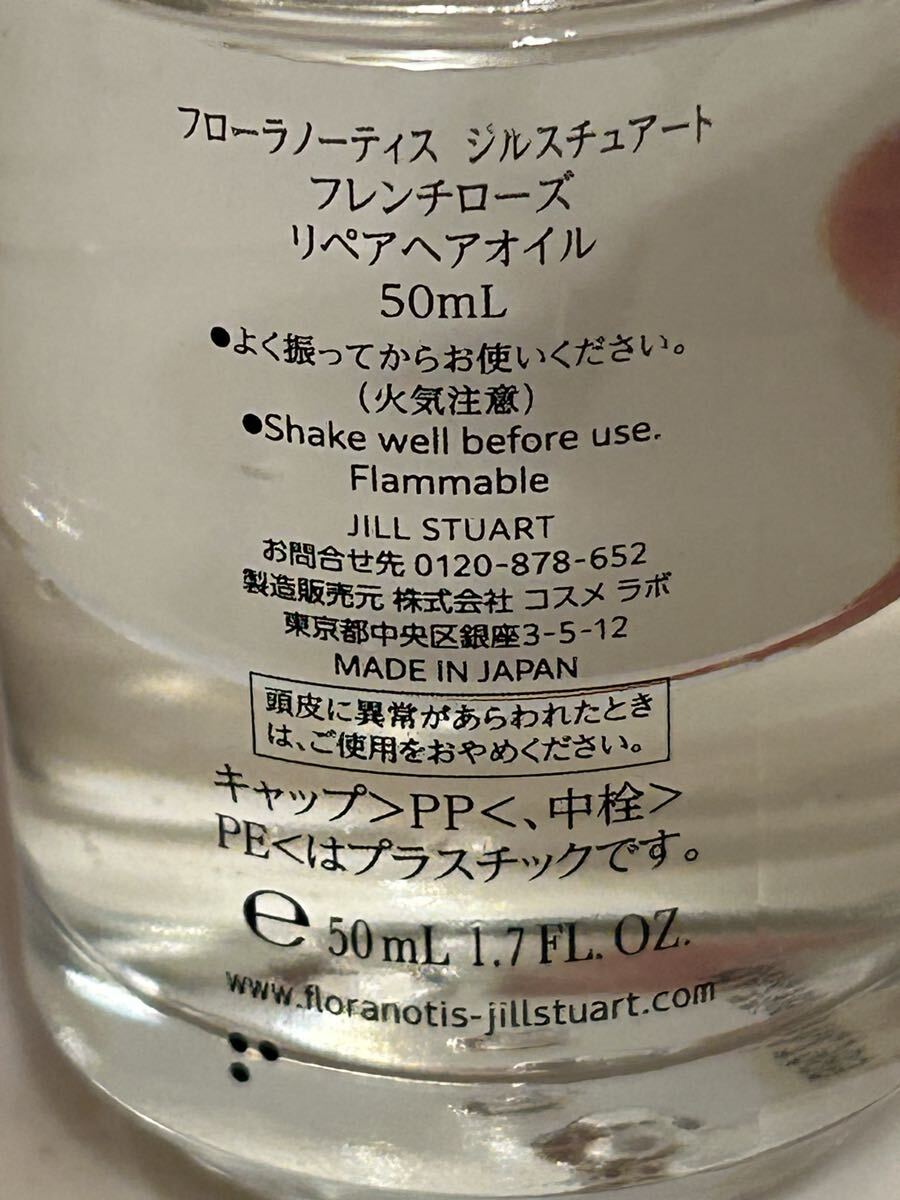 フローラノーティス ジルスチュアート
フレンチローズ
リペアヘアオイル
50mL
●よく振ってからお使いください。
(火気注意)
●Shake well before use.
Flammable
JILL STUART
お問合せ先 0120-878-652
製造販売元 株式会社 コスメ ラボ
東京都中央区銀座3-5-12
MADE IN JAPAN
頭皮に異常があらわれたとき
は、ご使用をおやめください。
キャップ>PP<、中栓>
PE<はプラスチックです。
℮ 50mL 1.7FL. OZ.
www.floranotis-jillstuart.com